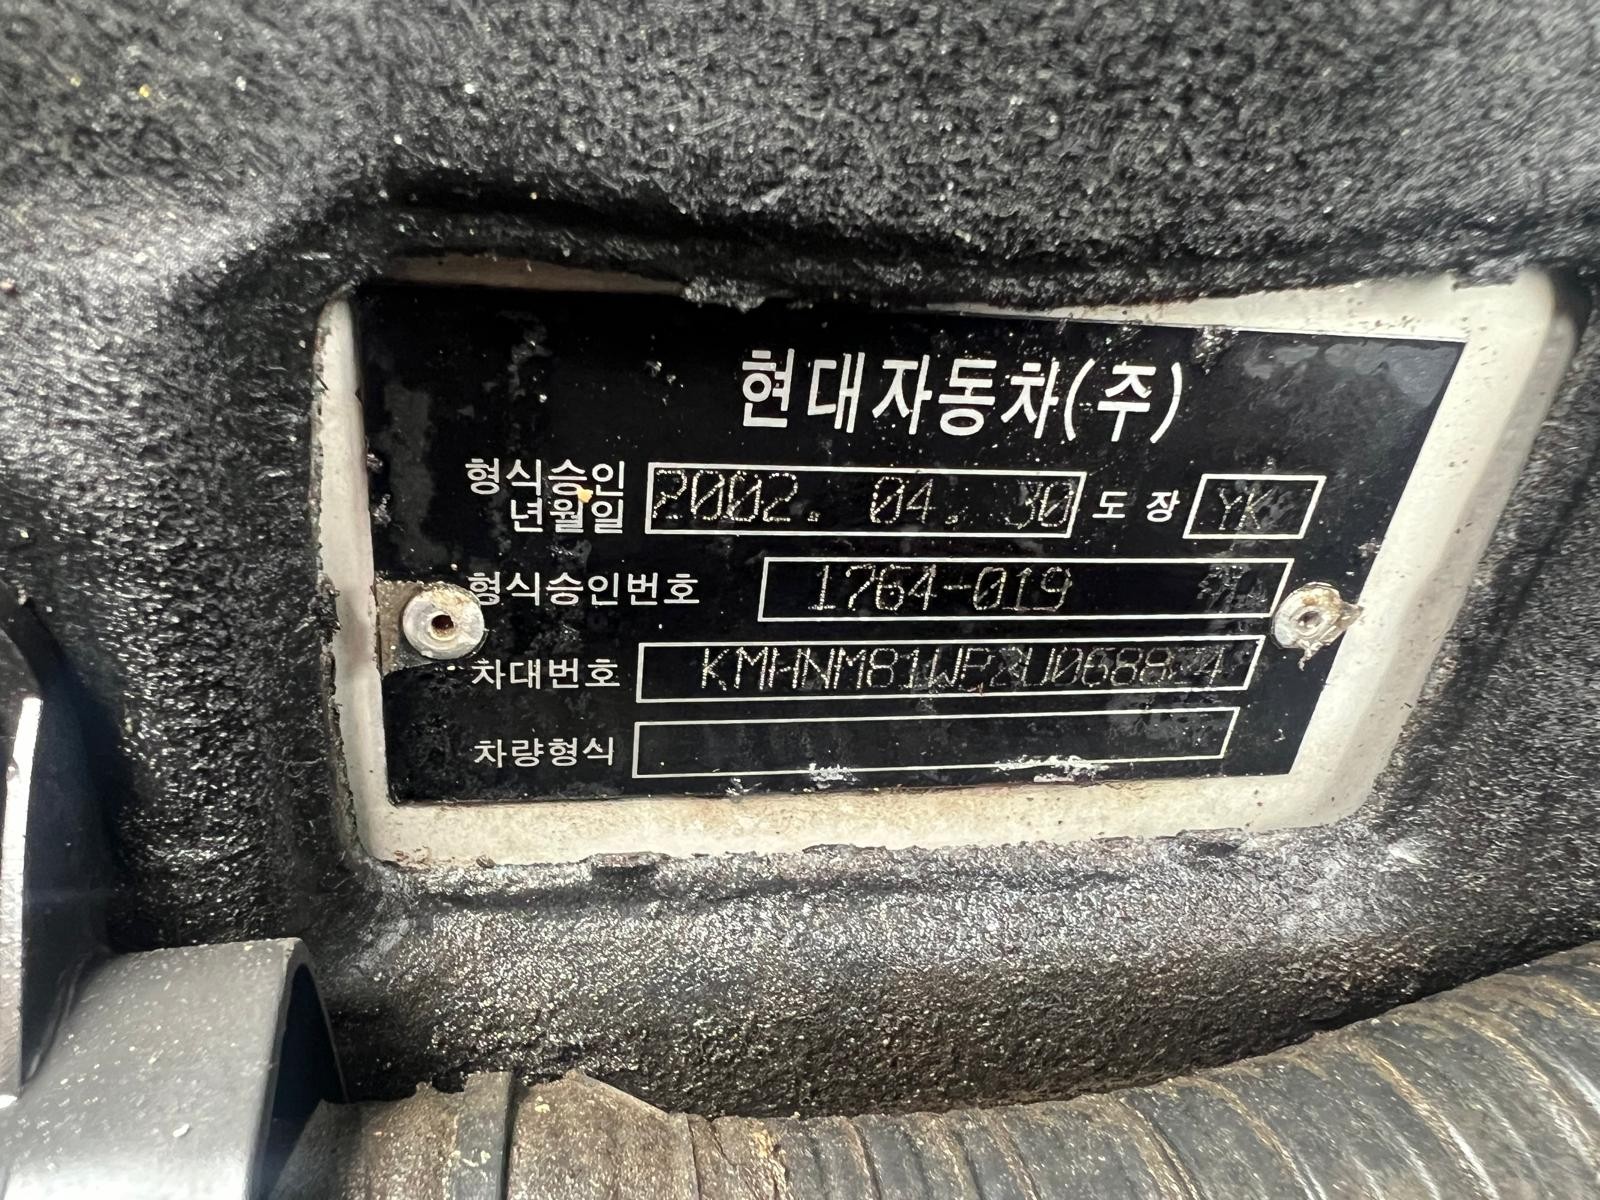 현대자동차(주)
형식승인
년월일 2002. 04. 30 도장 YK
형식승인번호 1764-019
차대번호
차량형식